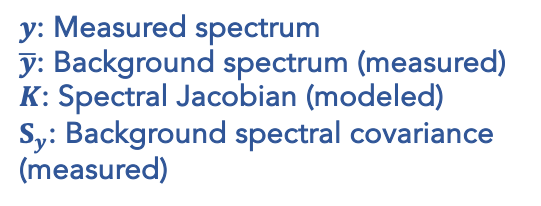 y: Measured spectrum
y̅: Background spectrum (measured)
K: Spectral Jacobian (modeled)
Sy: Background spectral covariance
(measured)